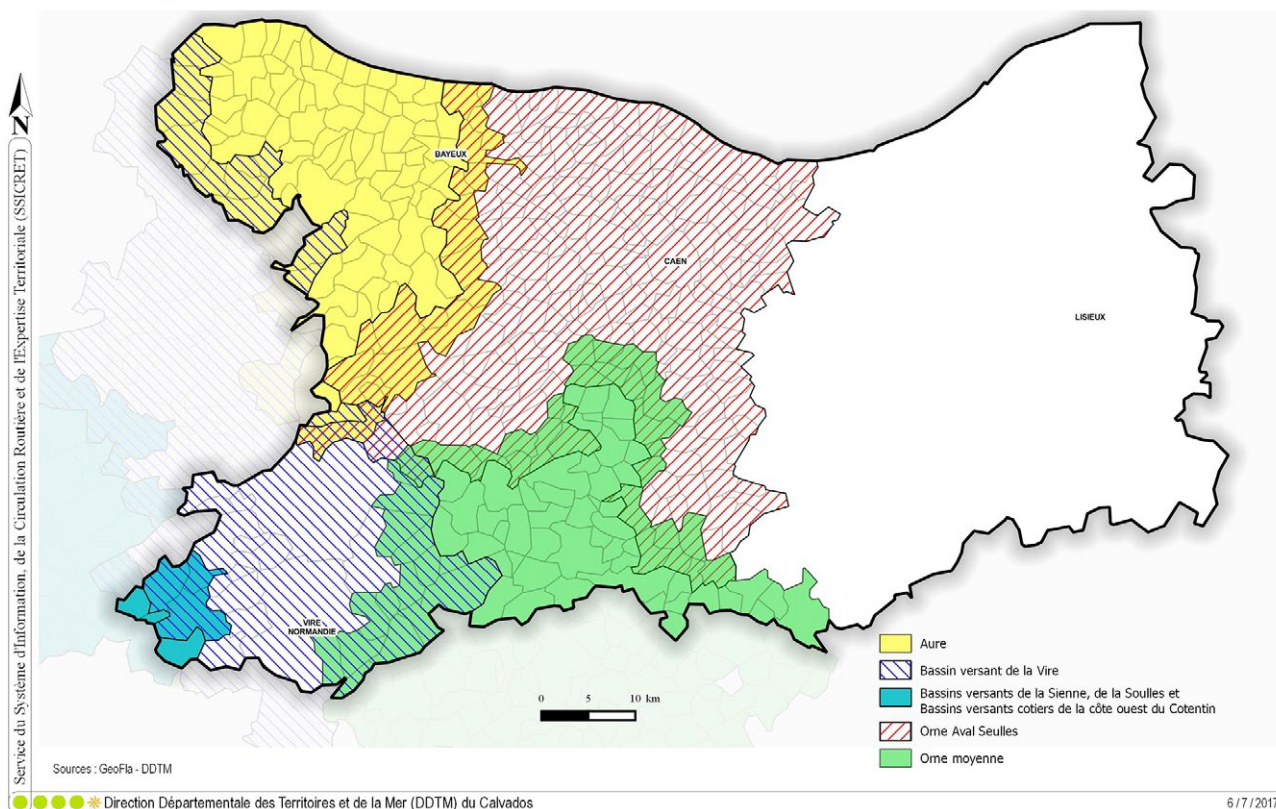 N
Service du Système d'Information, de la Circulation Routière et de l'Expertise Territoriale (SSICRET)
BAYEUX
CAEN
LISIEUX
VIRE
NORMANDIE
0 5 10 km
Aure
Bassin versant de la Vire
Bassins versants de la Sienne, de la Soulles et
Bassins versants cotiers de la côte ouest du Cotentin
Orne Aval Seulles
Orne moyenne
Sources : GeoFla - DDTM
Direction Départementale des Territoires et de la Mer (DDTM) du Calvados
6/7/2017